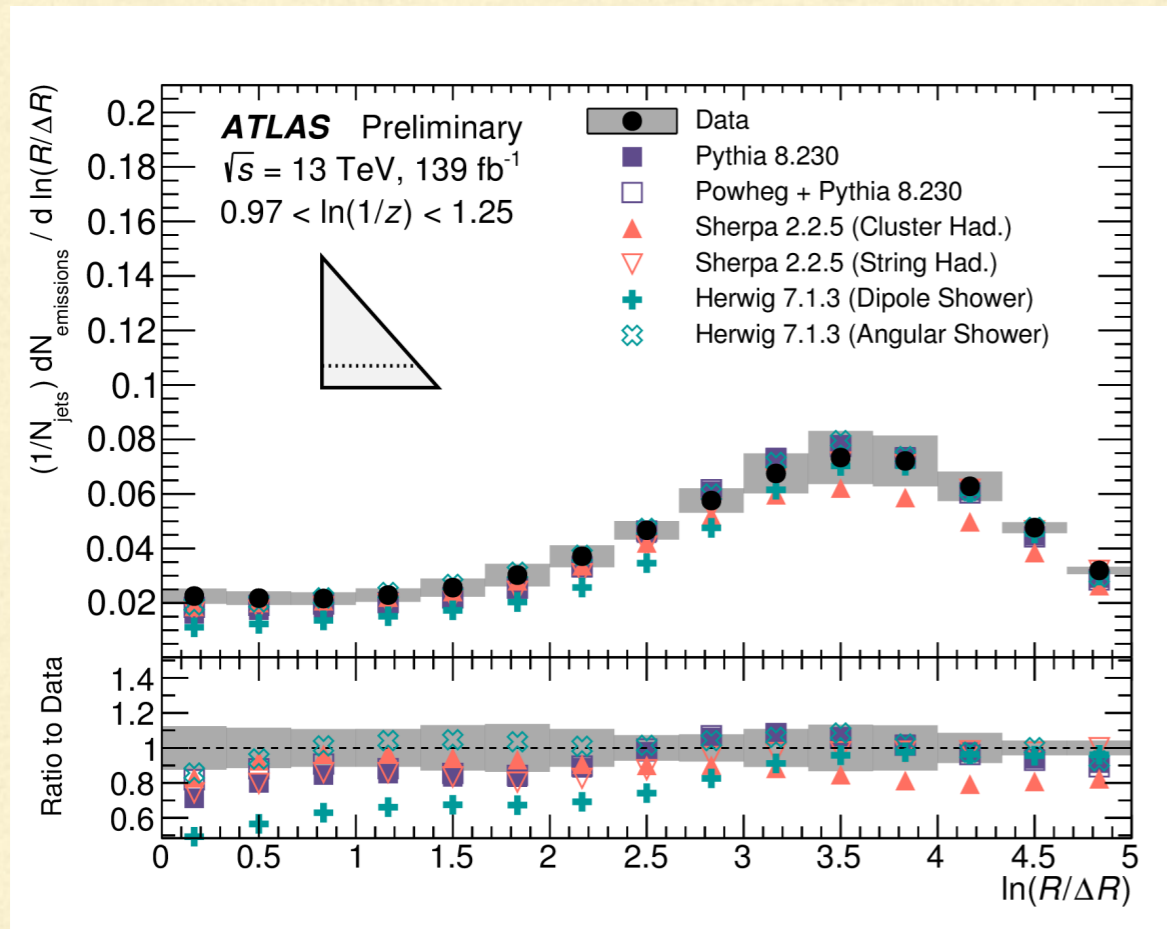 ATLAS Preliminary
√s = 13 TeV, 139 fb⁻¹
0.97 < ln(1/z) < 1.25
Data
Pythia 8.230
Powheg + Pythia 8.230
Sherpa 2.2.5 (Cluster Had.)
Sherpa 2.2.5 (String Had.)
Herwig 7.1.3 (Dipole Shower)
Herwig 7.1.3 (Angular Shower)
(1/N_jets) dN_emissions / d ln(R/ΔR)
0.2
0.18
0.16
0.14
0.12
0.1
0.08
0.06
0.04
0.02
Ratio to Data
1.4
1.2
1
0.8
0.6
0 0.5 1 1.5 2 2.5 3 3.5 4 4.5 5
ln(R/ΔR)